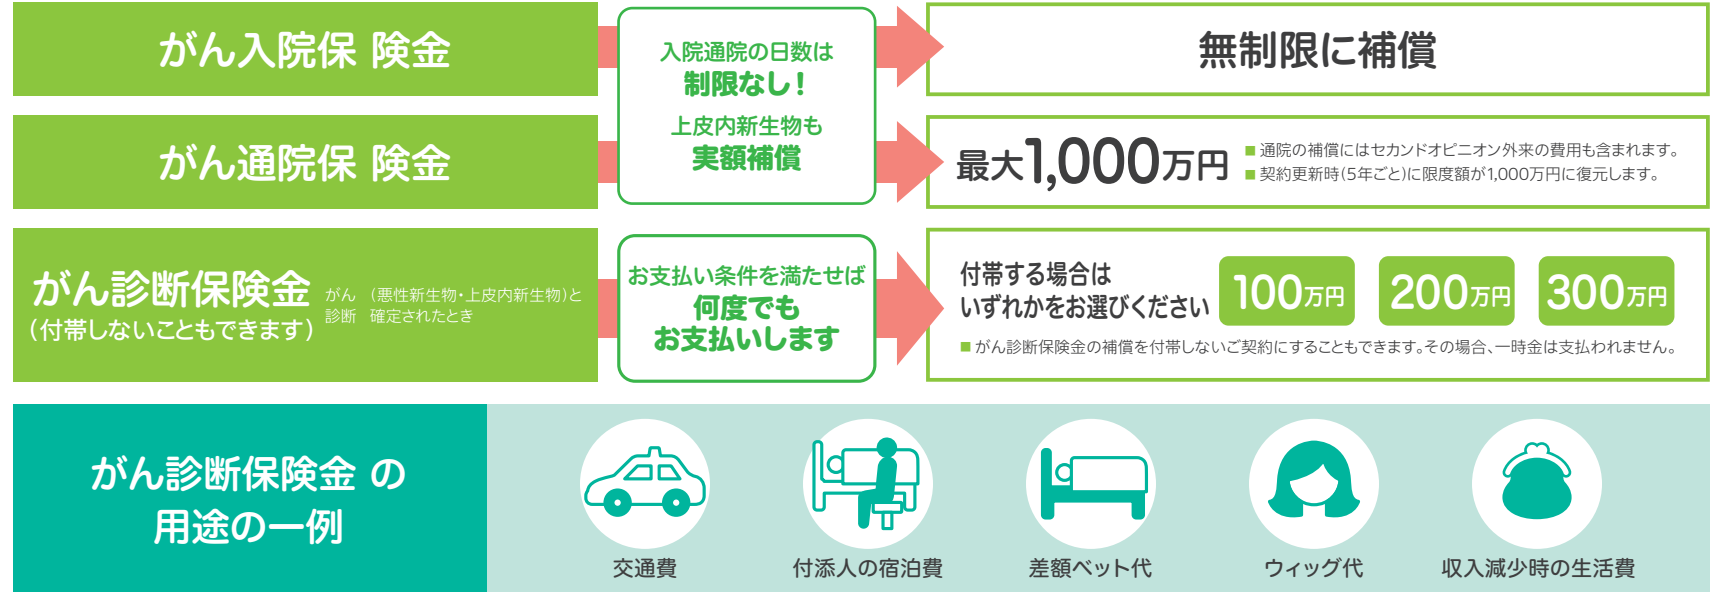 がん入院保 険金
入院通院の日数は
制限なし!
上皮内新生物も
実額補償
無制限に補償
がん通院保 険金
最大1,000万円
■ 通院の補償にはセカンドオピニオン外来の費用も含まれます。
■ 契約更新時(5年ごと)に限度額が1,000万円に復元します。
がん診断保険金
(付帯しないこともできます)
がん (悪性新生物・上皮内新生物)と
診断 確定されたとき
お支払い条件を満たせば
何度でも
お支払いします
付帯する場合は
いずれかをお選びください
100万円
200万円
300万円
■ がん診断保険金の補償を付帯しないご契約にすることもできます。その場合、一時金は支払われません。
がん診断保険金 の
用途の一例
交通費
付添人の宿泊費
差額ベット代
ウィッグ代
収入減少時の生活費